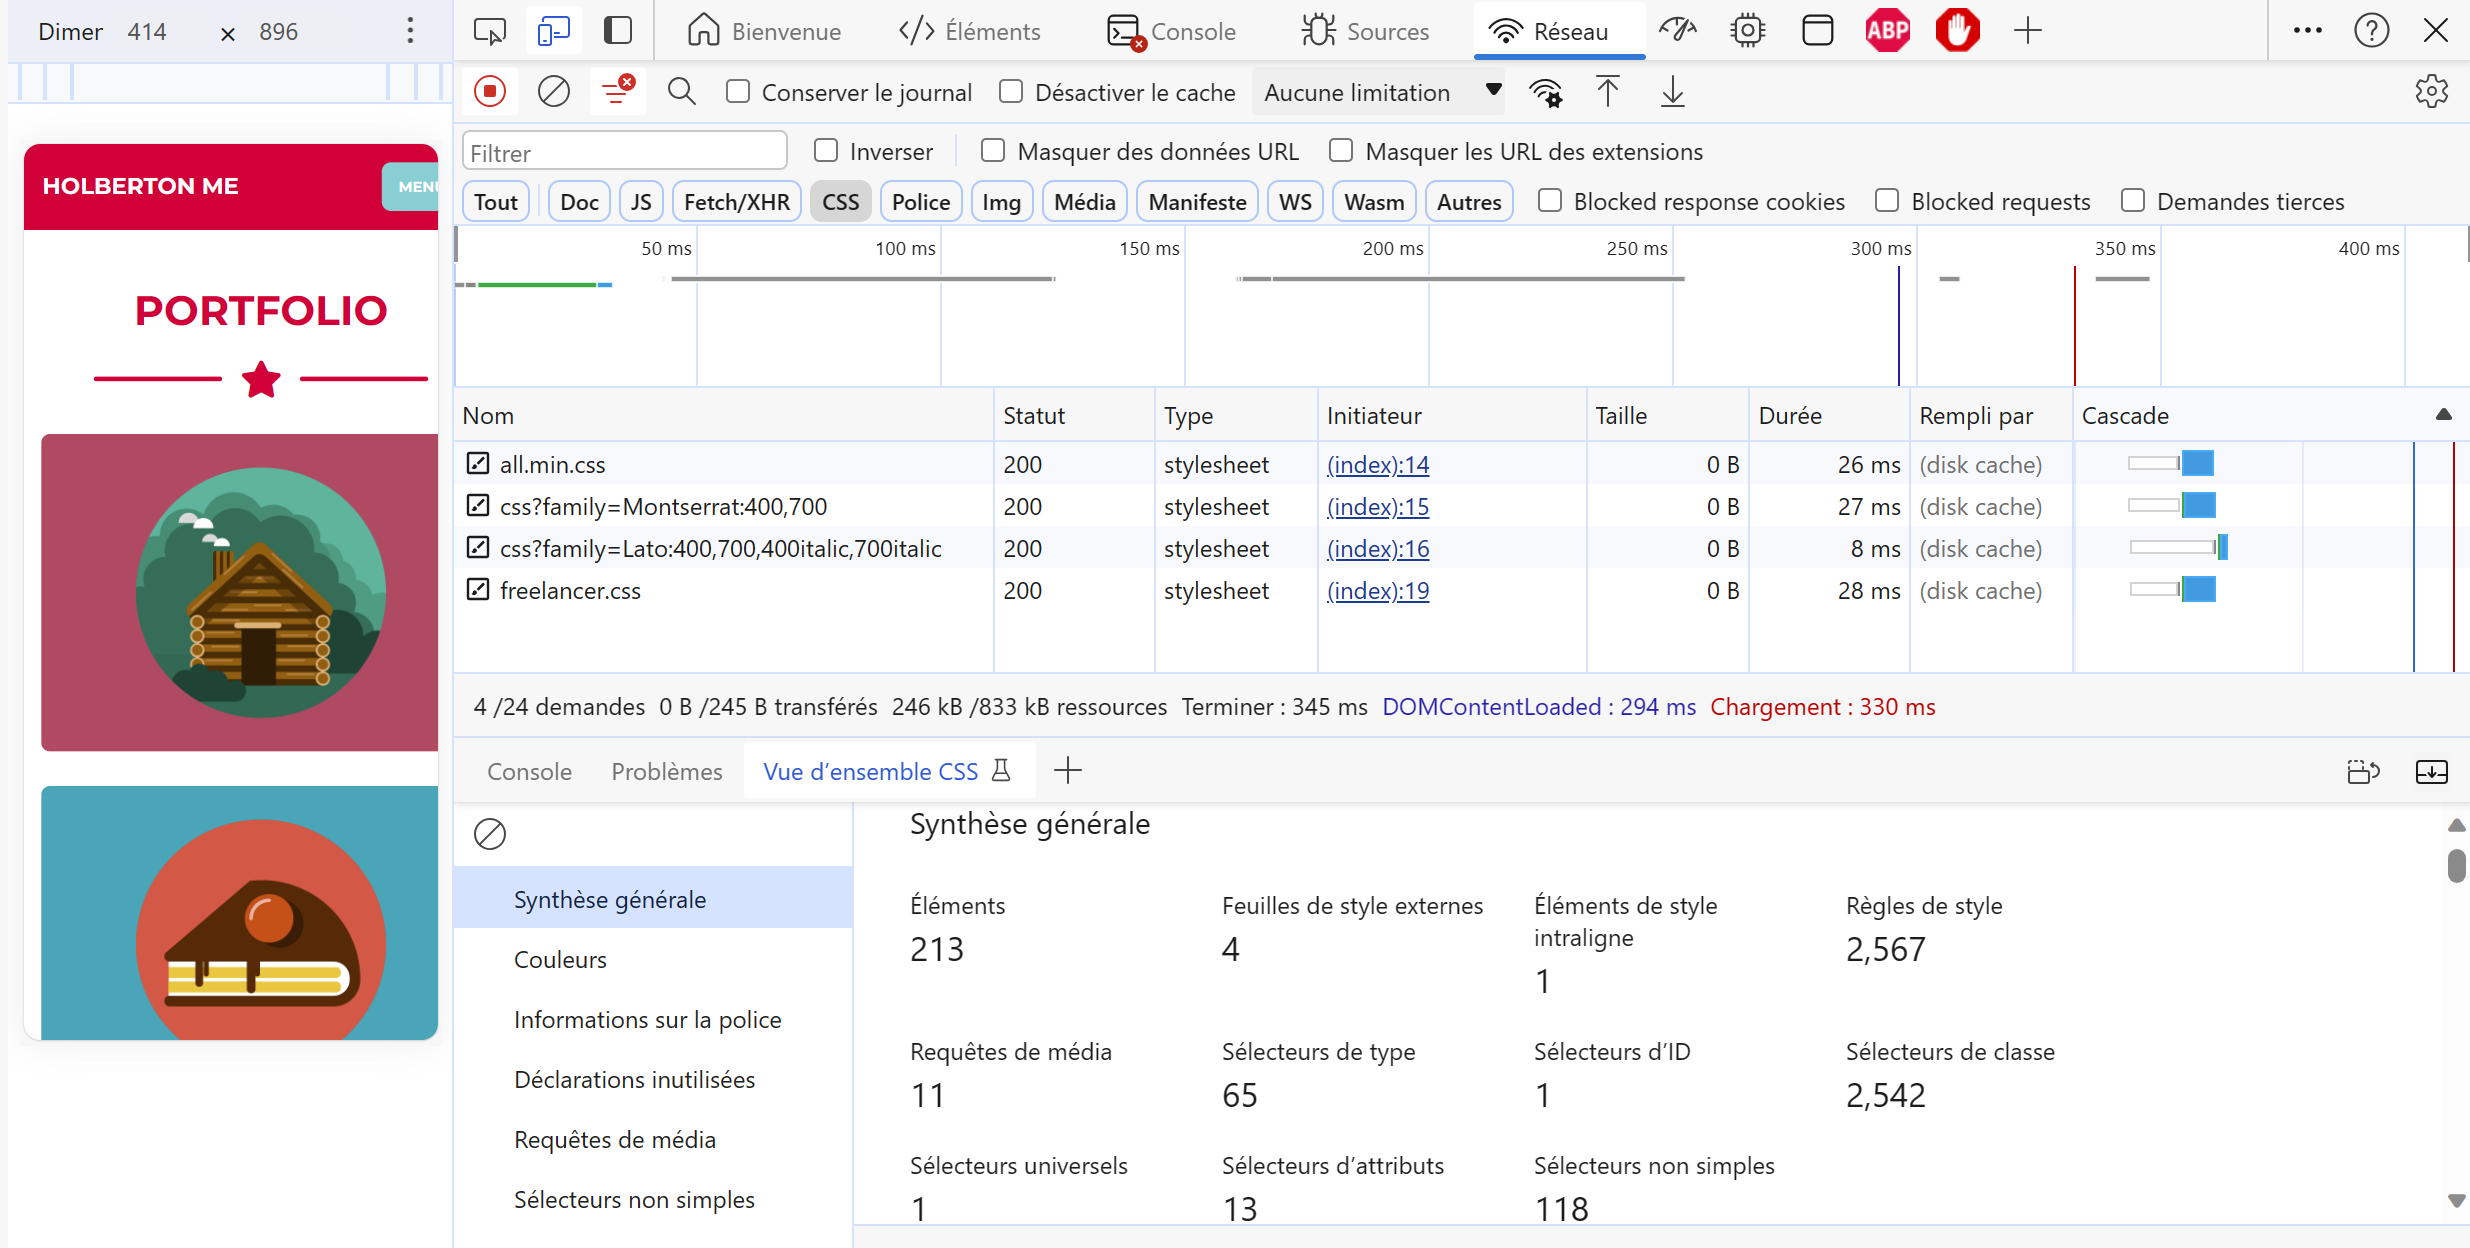 Dimer 414 × 896
Bienvenue Éléments Console Sources Réseau ABP
Conserver le journal Désactiver le cache Aucune limitation
Filtrer Inverser Masquer des données URL Masquer les URL des extensions
Tout Doc JS Fetch/XHR CSS Police Img Média Manifeste WS Wasm Autres Blocked response cookies Blocked requests Demandes tierces
50 ms 100 ms 150 ms 200 ms 250 ms 300 ms 350 ms 400 ms
HOLBERTON ME MENU
PORTFOLIO
Nom Statut Type Initiateur Taille Durée Rempli par Cascade
all.min.css 200 stylesheet (index):14 0 B 26 ms (disk cache)
css?family=Montserrat:400,700 200 stylesheet (index):15 0 B 27 ms (disk cache)
css?family=Lato:400,700,400italic,700italic 200 stylesheet (index):16 0 B 8 ms (disk cache)
freelancer.css 200 stylesheet (index):19 0 B 28 ms (disk cache)
4 /24 demandes 0 B /245 B transférés 246 kB /833 kB ressources Terminer : 345 ms DOMContentLoaded : 294 ms Chargement : 330 ms
Console Problèmes Vue d’ensemble CSS
Synthèse générale
Couleurs
Informations sur la police
Déclarations inutilisées
Requêtes de média
Sélecteurs non simples
Synthèse générale
Éléments
213
Feuilles de style externes
4
Éléments de style
intraligne
1
Règles de style
2,567
Requêtes de média
11
Sélecteurs de type
65
Sélecteurs d’ID
1
Sélecteurs de classe
2,542
Sélecteurs universels
1
Sélecteurs d’attributs
13
Sélecteurs non simples
118